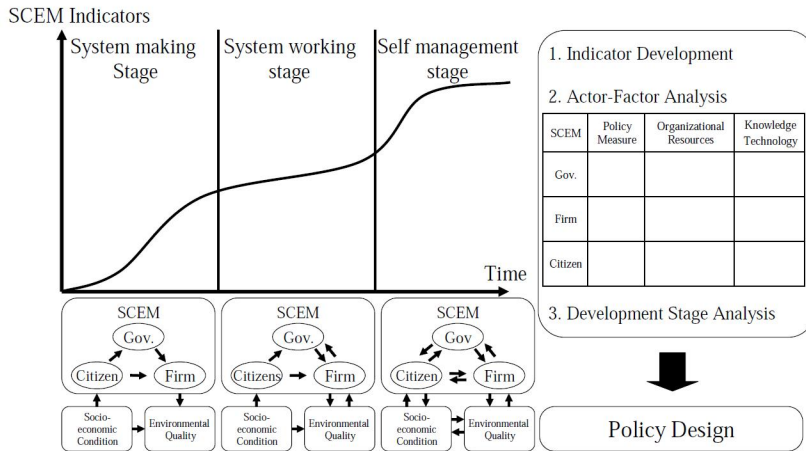 SCEM Indicators
System making
Stage
System working
stage
Self management
stage
Time
SCEM
Gov.
Citizen
Firm
Socio-
economic
Condition
Environmental
Quality
SCEM
Gov.
Citizens
Firm
Socio-
economic
Condition
Environmental
Quality
SCEM
Gov
Citizen
Firm
Socio-
economic
Condition
Environmental
Quality
1. Indicator Development
2. Actor-Factor Analysis
SCEM
Policy
Measure
Organizational
Resources
Knowledge
Technology
Gov.
Firm
Citizen
3. Development Stage Analysis
Policy Design